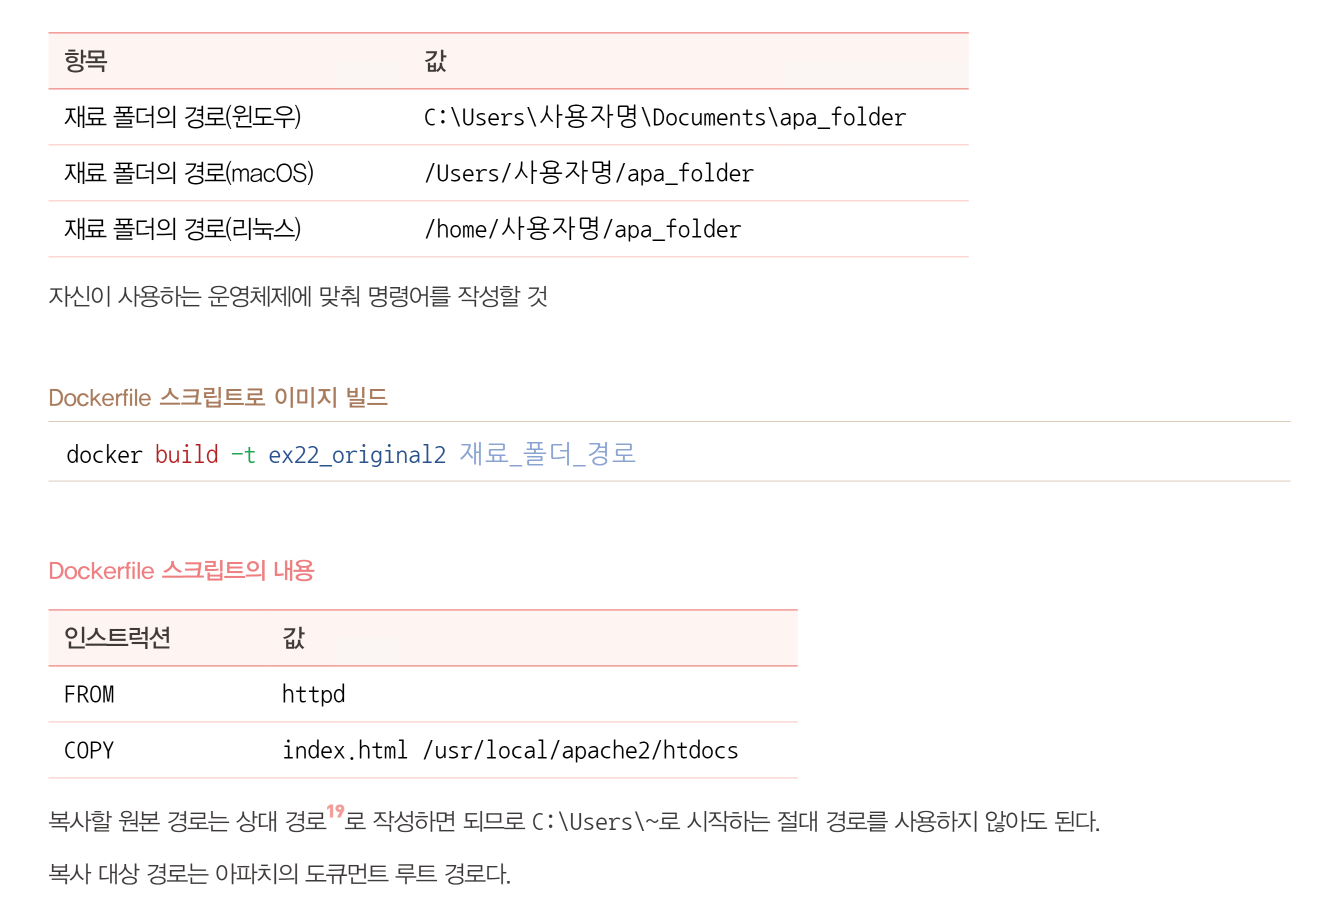 항목 값
재료 폴더의 경로(윈도우) C:\Users\사용자명\Documents\apa_folder
재료 폴더의 경로(macOS) /Users/사용자명/apa_folder
재료 폴더의 경로(리눅스) /home/사용자명/apa_folder
자신이 사용하는 운영체제에 맞춰 명령어를 작성할 것
Dockerfile 스크립트로 이미지 빌드
docker build -t ex22_original2 재료_폴더_경로
Dockerfile 스크립트의 내용
인스트럭션 값
FROM httpd
COPY index.html /usr/local/apache2/htdocs
복사할 원본 경로는 상대 경로19로 작성하면 되므로 C:\Users\~로 시작하는 절대 경로를 사용하지 않아도 된다.
복사 대상 경로는 아파치의 도큐먼트 루트 경로다.